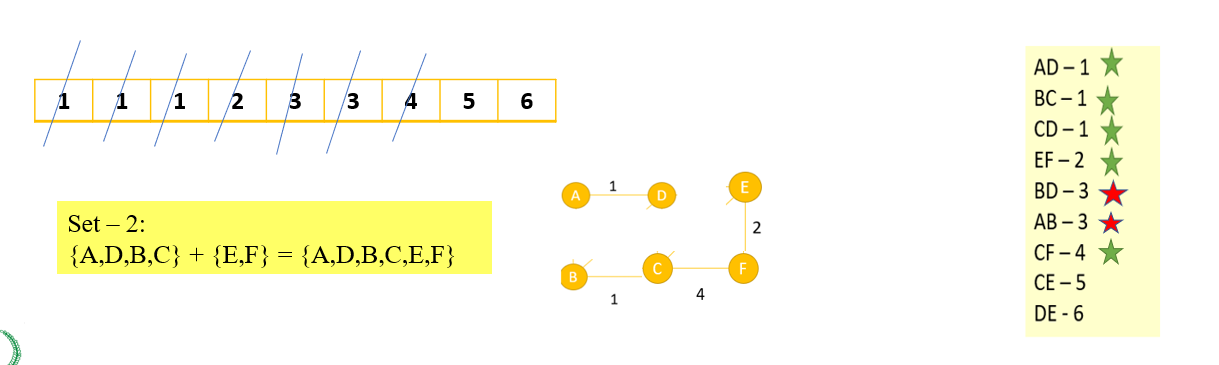 1 1 1 2 3 3 4 5 6
Set – 2:
{A,D,B,C} + {E,F} = {A,D,B,C,E,F}
A 1 D E
2
B 1 C 4 F
AD – 1
BC – 1
CD – 1
EF – 2
BD – 3
AB – 3
CF – 4
CE – 5
DE - 6